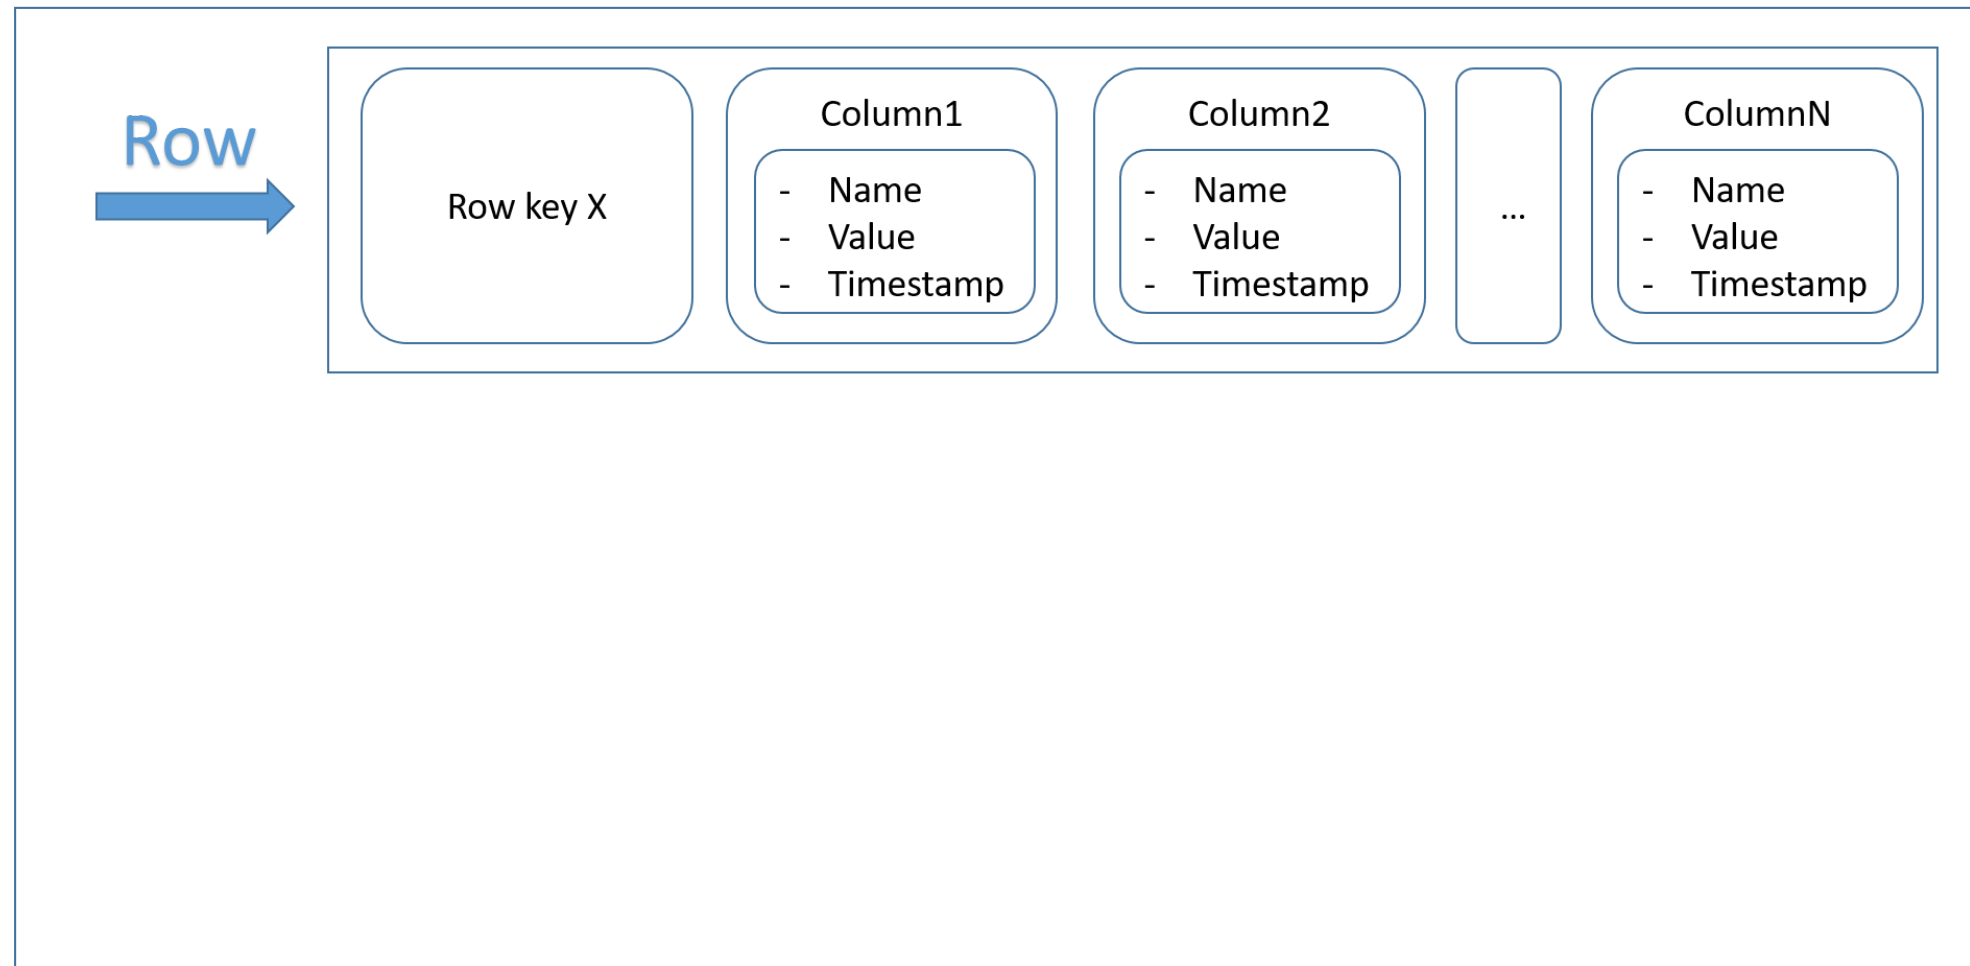 Row
Row key X
Column1
- Name
- Value
- Timestamp
Column2
- Name
- Value
- Timestamp
...
ColumnN
- Name
- Value
- Timestamp